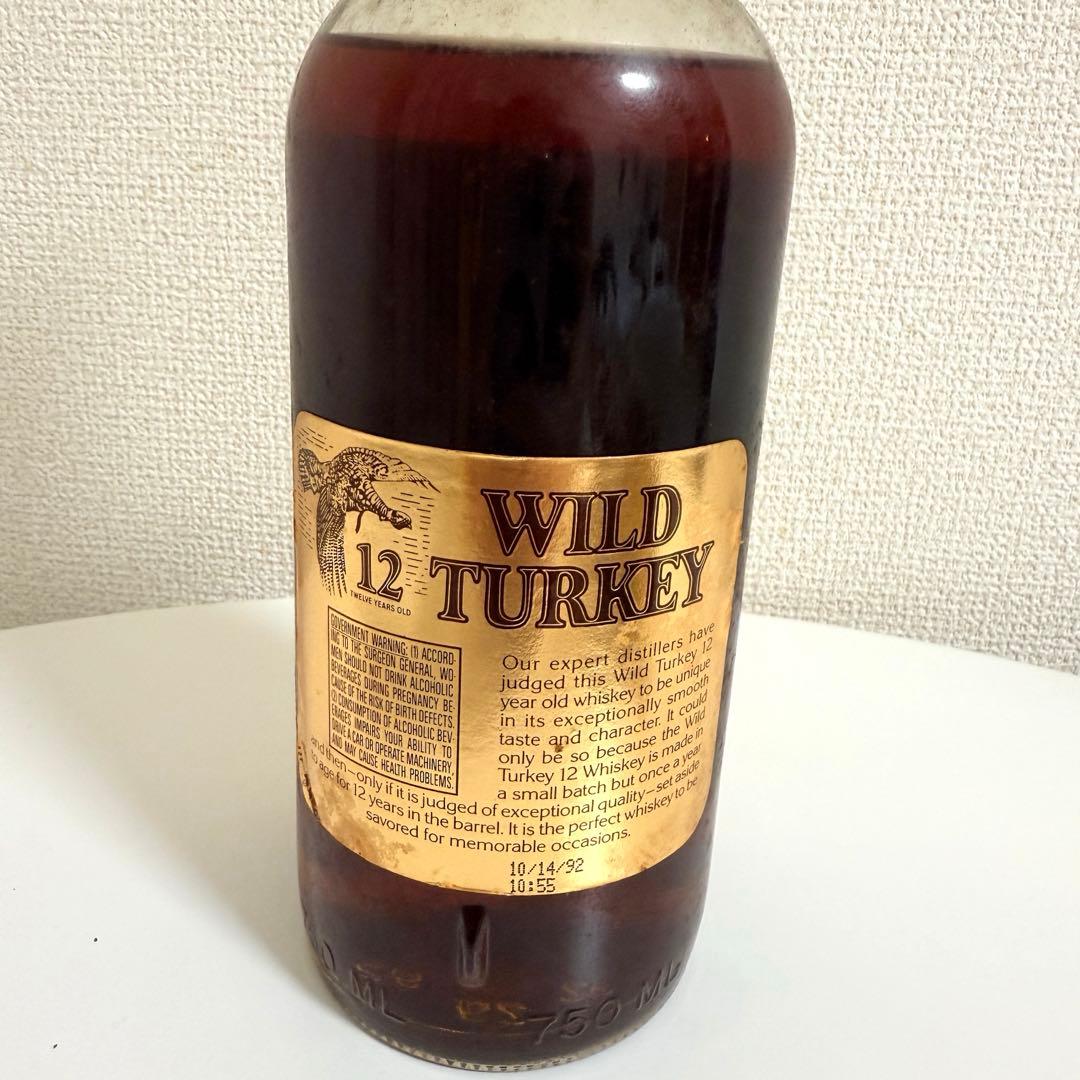 WILD
TURKEY
12
TWELVE YEARS OLD
GOVERNMENT WARNING: (1) ACCORD-
ING TO THE SURGEON GENERAL, WO-
MEN SHOULD NOT DRINK ALCOHOLIC
BEVERAGES DURING PREGNANCY BE-
CAUSE OF THE RISK OF BIRTH DEFECTS.
(2) CONSUMPTION OF ALCOHOLIC BEV-
ERAGES IMPAIRS YOUR ABILITY TO
DRIVE A CAR OR OPERATE MACHINERY,
AND MAY CAUSE HEALTH PROBLEMS.
Our expert distillers have
judged this Wild Turkey 12
year old whiskey to be unique
in its exceptionally smooth
taste and character. It could
only be so because the Wild
Turkey 12 Whiskey is made in
a small batch but once a year
and then—only if it is judged of exceptional quality—set aside
to age for 12 years in the barrel. It is the perfect whiskey to be
savored for memorable occasions.
10/14/92
10:55
ML
750 ML